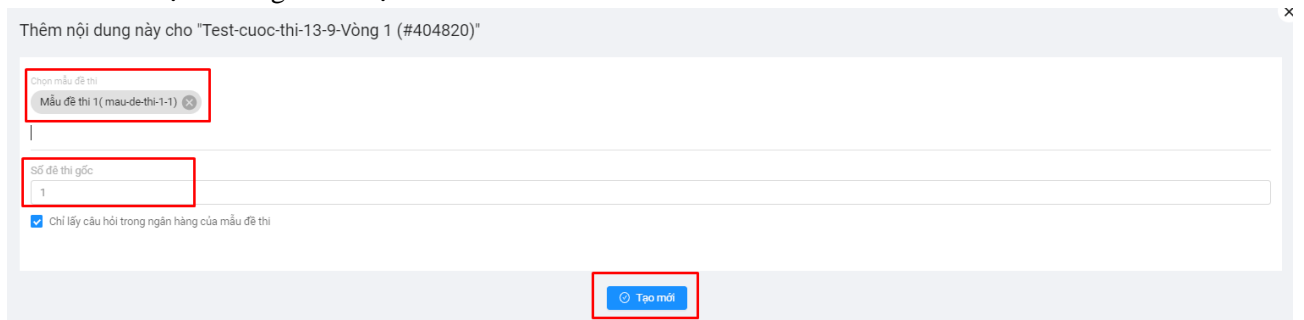 Thêm nội dung này cho "Test-cuoc-thi-13-9-Vòng 1 (#404820)"
Chọn mẫu đề thi
Mẫu đề thi 1( mau-de-thi-1-1)
Số đề thi gốc
1
Chỉ lấy câu hỏi trong ngân hàng của mẫu đề thi
Tạo mới